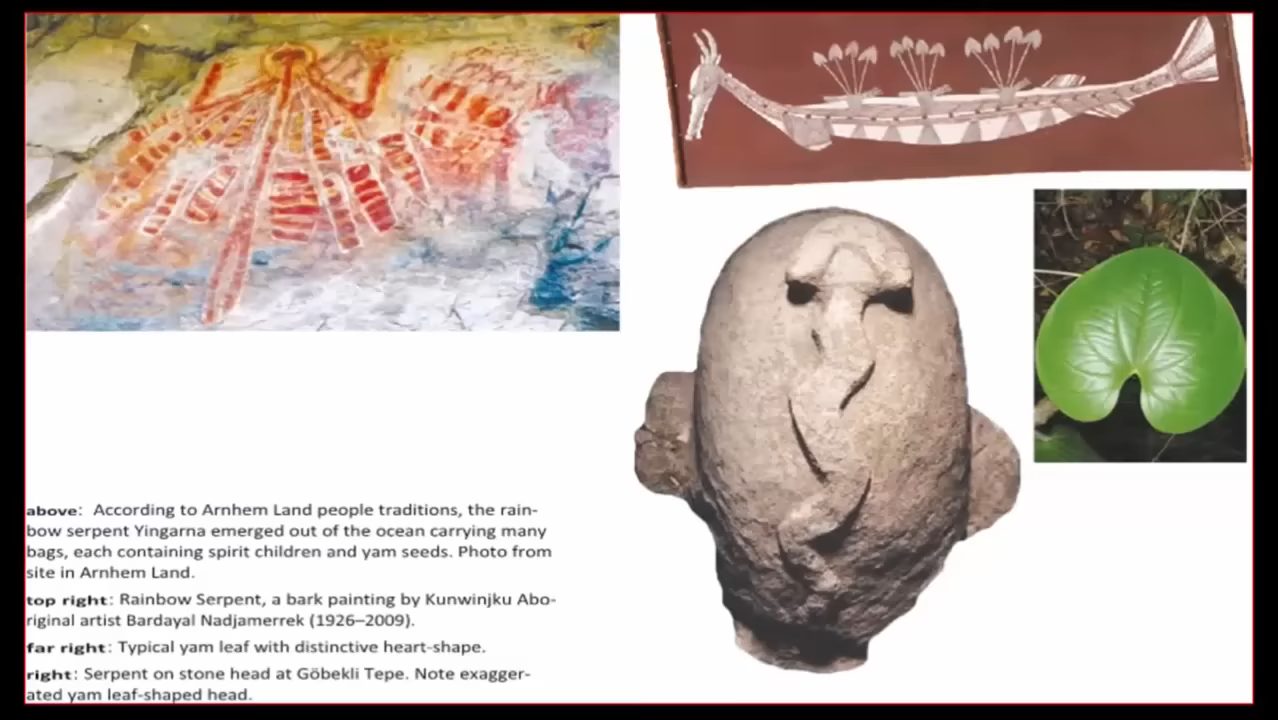 above:  According to Arnhem Land people traditions, the rain-
bow serpent Yingarna emerged out of the ocean carrying many
bags, each containing spirit children and yam seeds. Photo from
site in Arnhem Land.
top right: Rainbow Serpent, a bark painting by Kunwinjku Abo-
riginal artist Bardayal Nadjamerrek (1926–2009).
far right: Typical yam leaf with distinctive heart-shape.
right: Serpent on stone head at Göbekli Tepe. Note exagger-
ated yam leaf-shaped head.